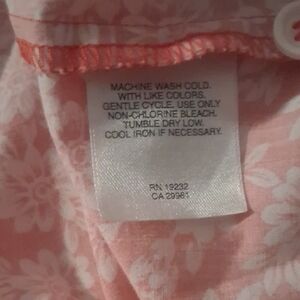 MACHINE WASH COLD.
WITH LIKE COLORS.
GENTLE CYCLE. USE ONLY
NON-CHLORINE BLEACH.
TUMBLE DRY LOW.
COOL IRON IF NECESSARY.
RN 19232
CA 29981